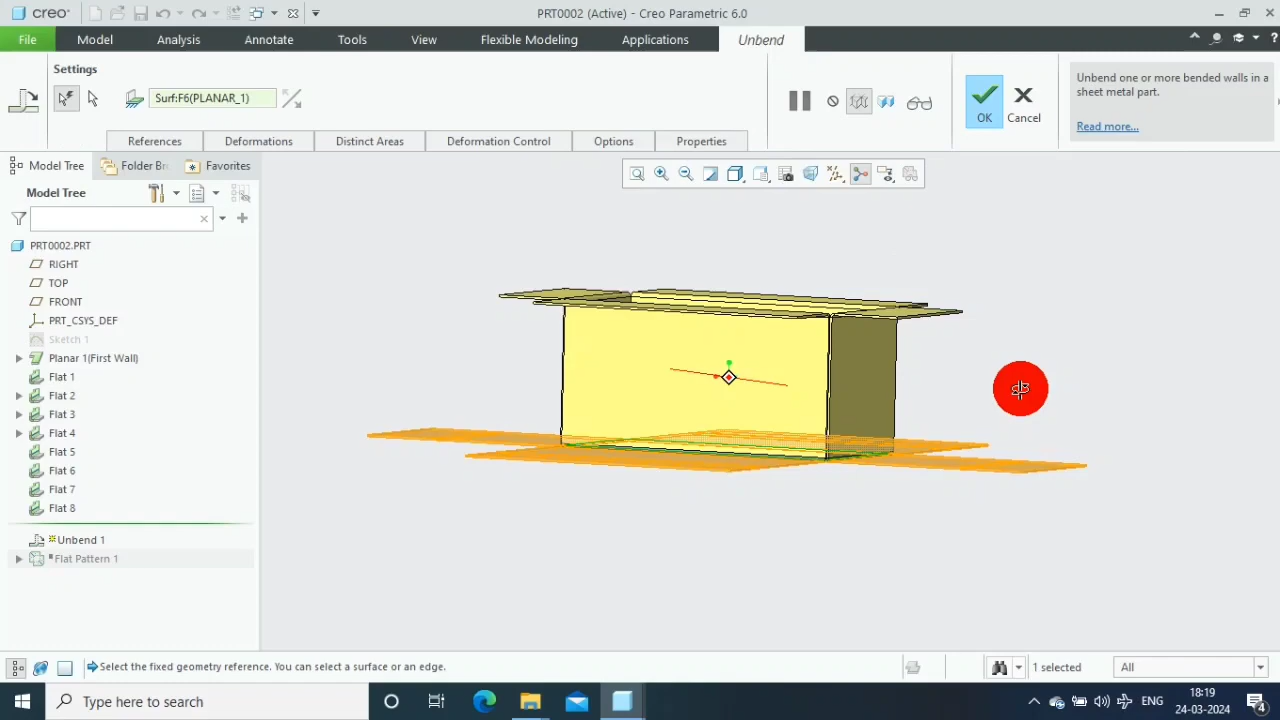 creo°
PRT0002 (Active) - Creo Parametric 6.0
File
Model
Analysis
Annotate
Tools
View
Flexible Modeling
Applications
Unbend
Settings
Surf:F6(PLANAR_1)
OK
Cancel
Unbend one or more bended walls in a
sheet metal part.
Read more...
References
Deformations
Distinct Areas
Deformation Control
Options
Properties
Model Tree
Folder Br
Favorites
Model Tree
PRT0002.PRT
RIGHT
TOP
FRONT
PRT_CSYS_DEF
Sketch 1
Planar 1(First Wall)
Flat 1
Flat 2
Flat 3
Flat 4
Flat 5
Flat 6
Flat 7
Flat 8
Unbend 1
Flat Pattern 1
Select the fixed geometry reference. You can select a surface or an edge.
1 selected
All
Type here to search
ENG
18:19
24-03-2024
4